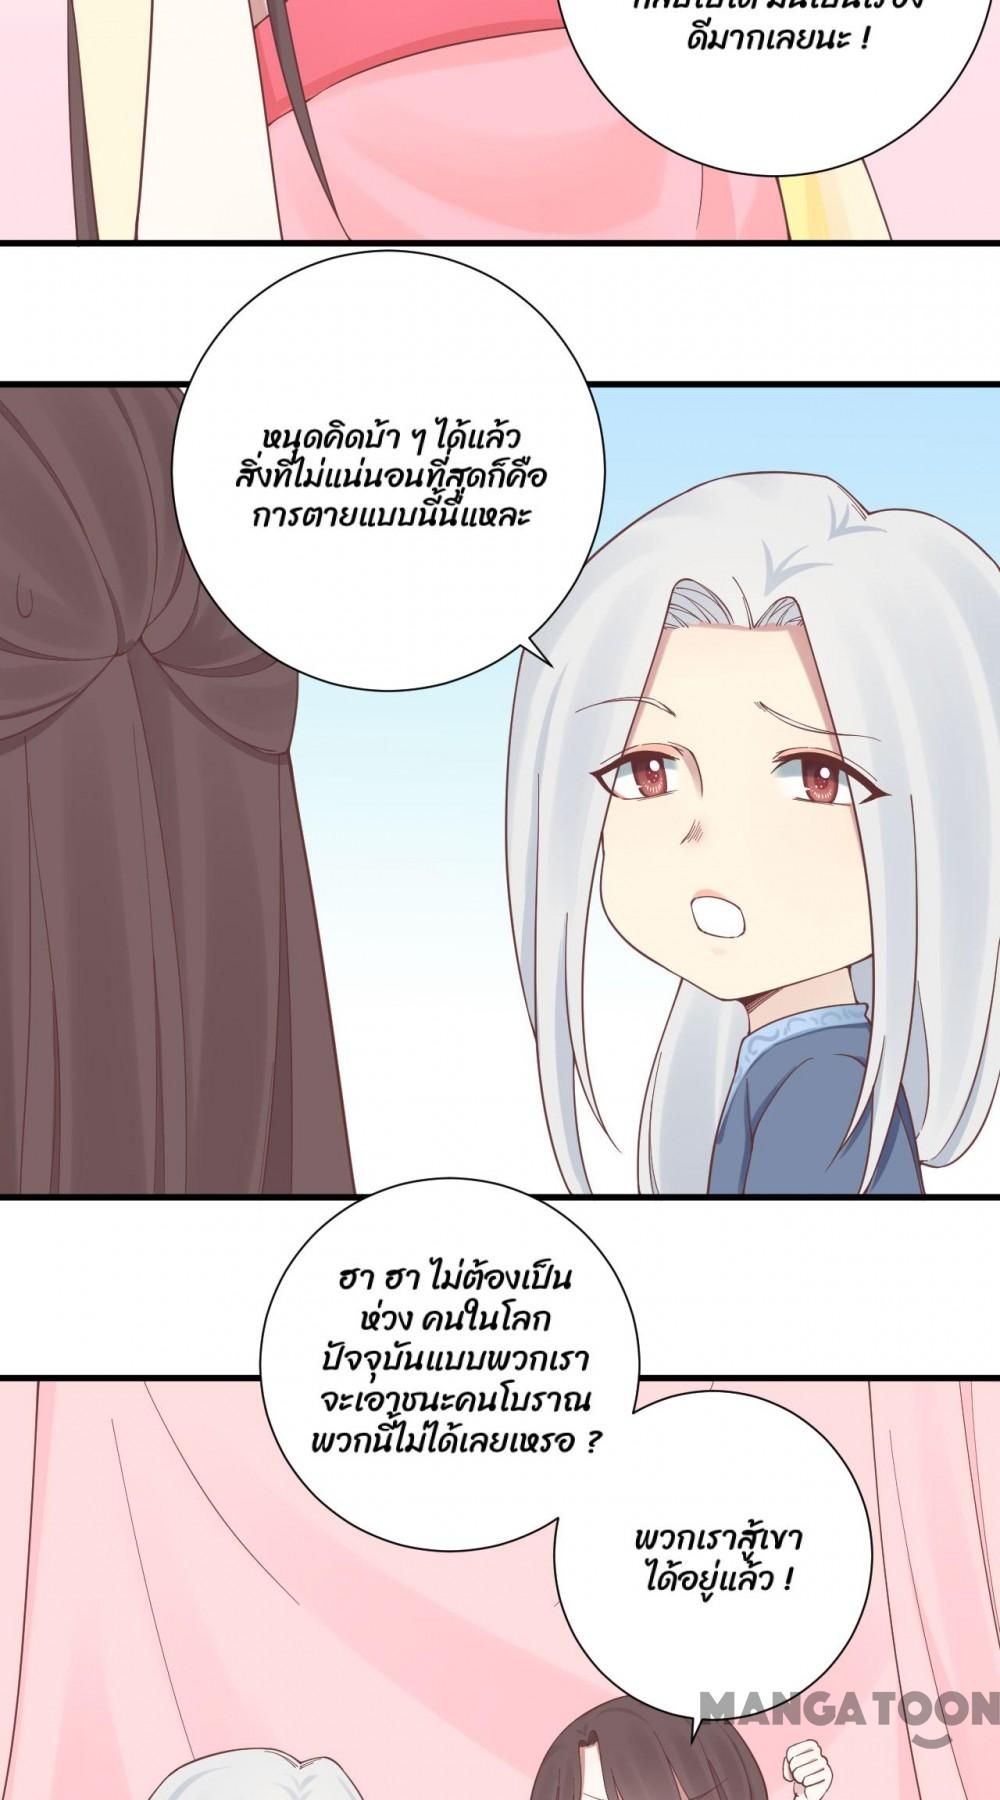 ดีมากเลยนะ !
หนุดคิดบ้า ๆ ได้แล้ว
สิ่งที่ไม่แน่นอนที่สุดก็คือ
การตายแบบนี้นี่แหละ
ฮา ฮา ไม่ต้องเป็น
ห่วง คนในโลก
ปัจจุบันแบบพวกเรา
จะเอาชนะคนโบราณ
พวกนี้ไม่ได้เลยเหรอ ?
พวกเราสู้เขา
ได้อยู่แล้ว !
MANGATOON